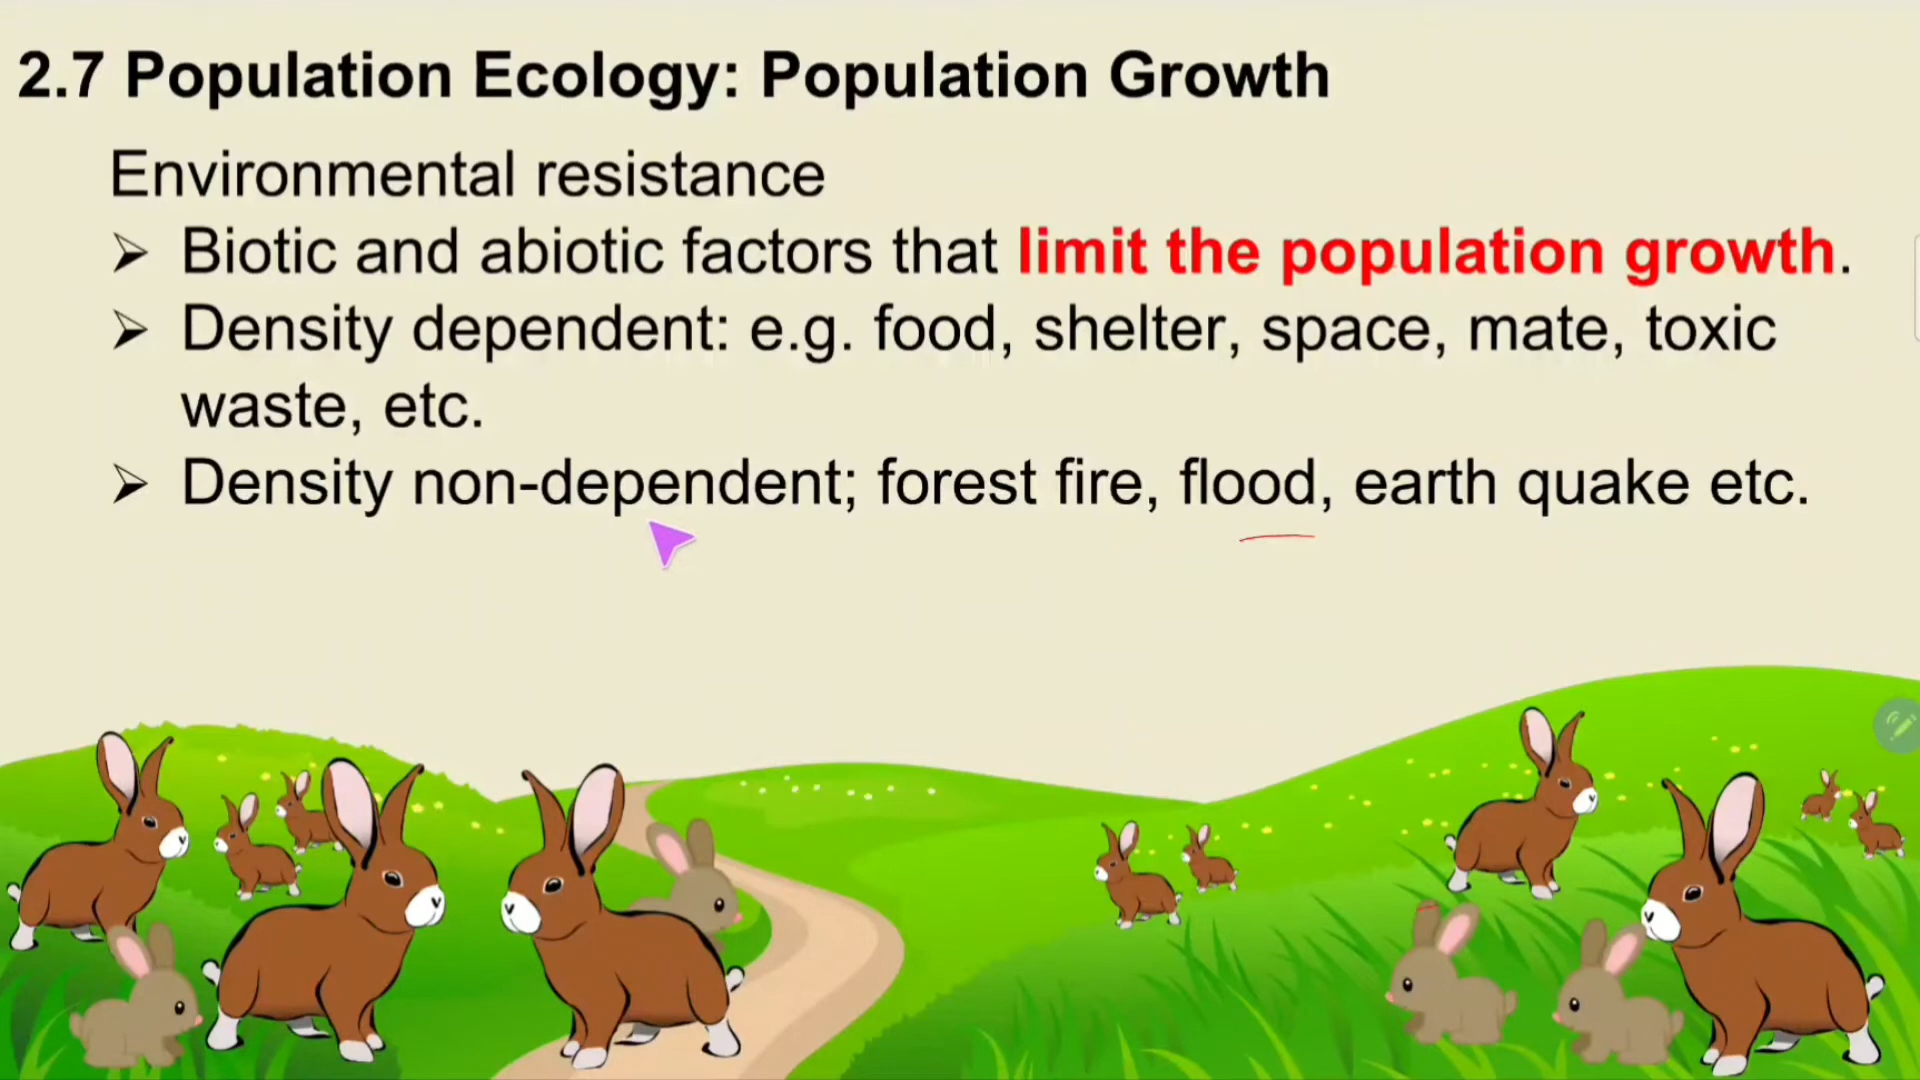 2.7 Population Ecology: Population Growth
Environmental resistance
➢ Biotic and abiotic factors that limit the population growth.
➢ Density dependent: e.g. food, shelter, space, mate, toxic
waste, etc.
➢ Density non-dependent; forest fire, flood, earth quake etc.